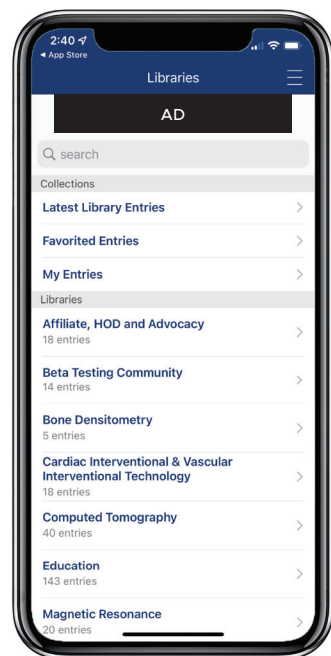 2:40
App Store
Libraries
AD
search
Collections
Latest Library Entries
Favorited Entries
My Entries
Libraries
Affiliate, HOD and Advocacy
18 entries
Beta Testing Community
14 entries
Bone Densitometry
5 entries
Cardiac Interventional & Vascular
Interventional Technology
18 entries
Computed Tomography
40 entries
Education
143 entries
Magnetic Resonance
20 entries